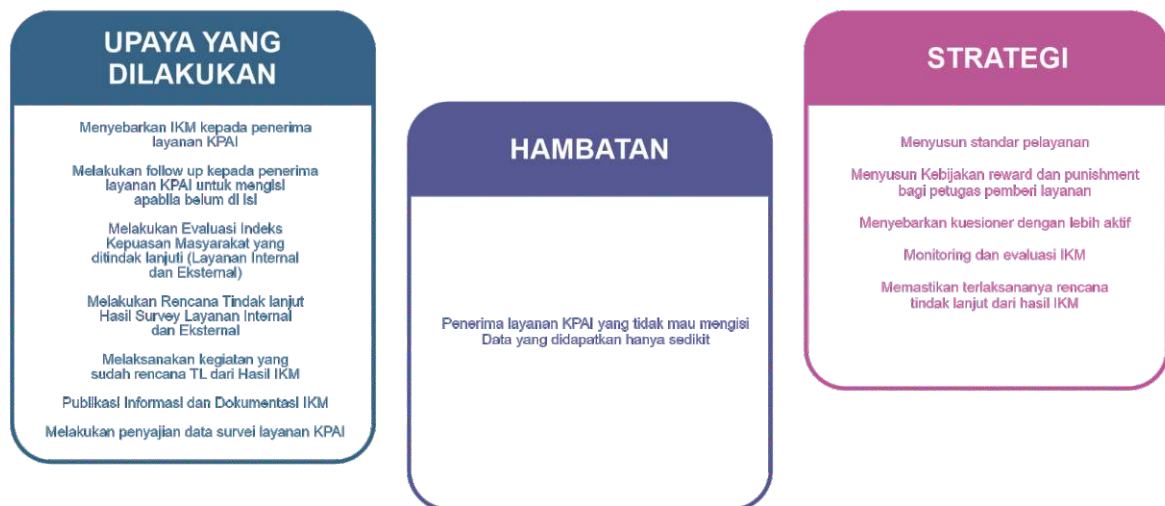 UPAYA YANG
DILAKUKAN
Menyebarkan IKM kepada penerima
layanan KPAI
Melakukan follow up kepada penerima
layanan KPAI untuk mengisi
apabila belum di isi
Melakukan Evaluasi Indeks
Kepuasan Masyarakat yang
ditindak lanjuti (Layanan Internal
dan Eksternal)
Melakukan Rencana Tindak lanjut
Hasil Survey Layanan Internal
dan Eksternal
Melaksanakan kegiatan yang
sudah rencana TL dari Hasil IKM
Publikasi Informasi dan Dokumentasi IKM
Melakukan penyajian data survei layanan KPAI
HAMBATAN
Penerima layanan KPAI yang tidak mau mengisi
Data yang didapatkan hanya sedikit
STRATEGI
Menyusun standar pelayanan
Menyusun Kebijakan reward dan punishment
bagi petugas pemberi layanan
Menyebarkan kuesioner dengan lebih aktif
Monitoring dan evaluasi IKM
Memastikan terlaksananya rencana
tindak lanjut dari hasil IKM